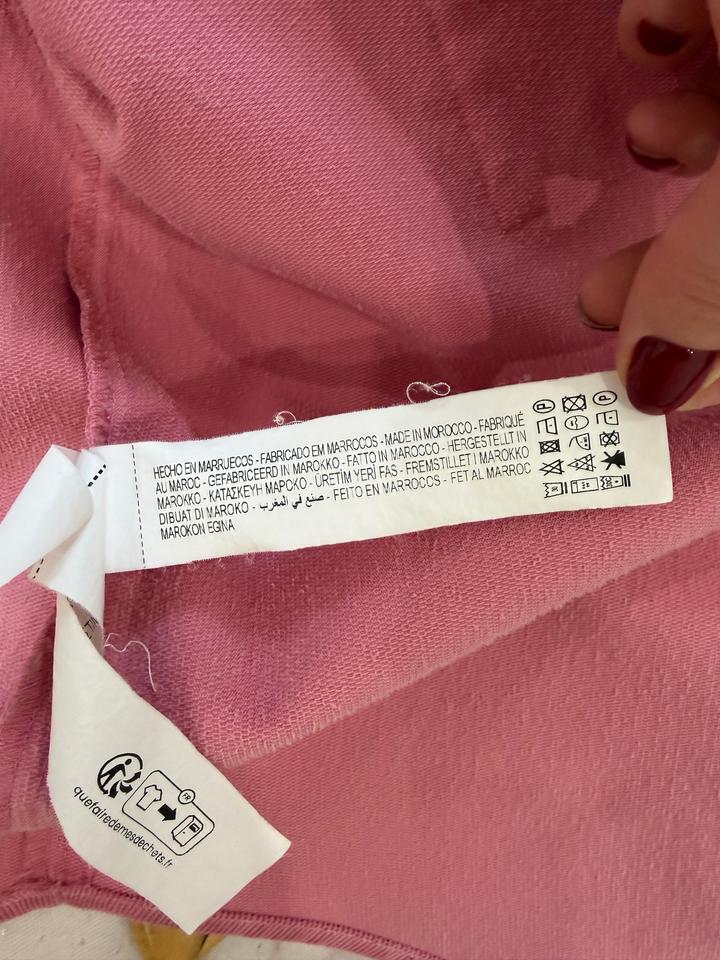 HECHO EN MARRUECOS - FABRICADO EM MARROCOS - MADE IN MOROCCO - FABRIQUÉ
AU MAROC - GEFABRICEERD IN MAROKKO - FATTO IN MAROCCO - HERGESTELLT IN
MAROKKO - ΚΑΤΑΣΚΕΥΗ ΜΑΡΟΚΟ - ÜRETİM YERİ FAS - FREMSTILLET I MAROKKO
DIBUAT DI MAROKO - صنع في المغرب - FEITO EN MARROCOS - FET AL MARROC
MAROKON EGINA
FR
quefairedemesdechets.fr